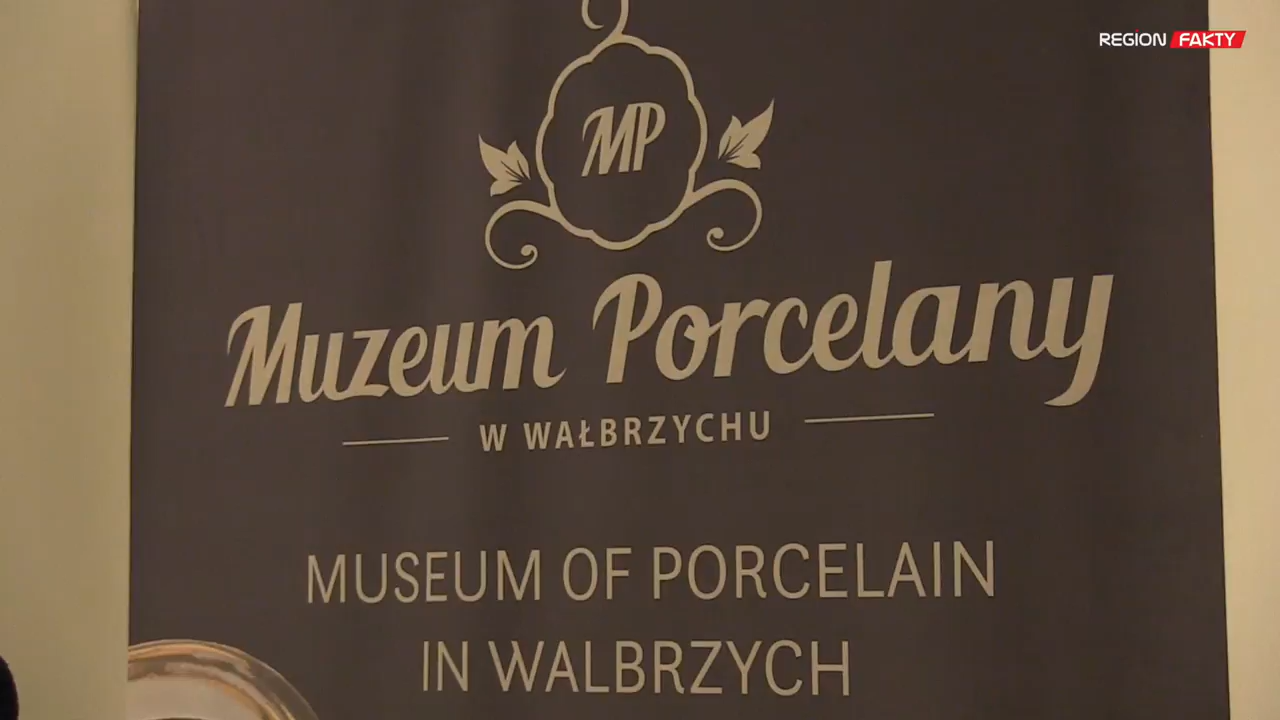 REGION FAKTY
MP
Muzeum Porcelany
W WAŁBRZYCHU
MUSEUM OF PORCELAIN
IN WALBRZYCH